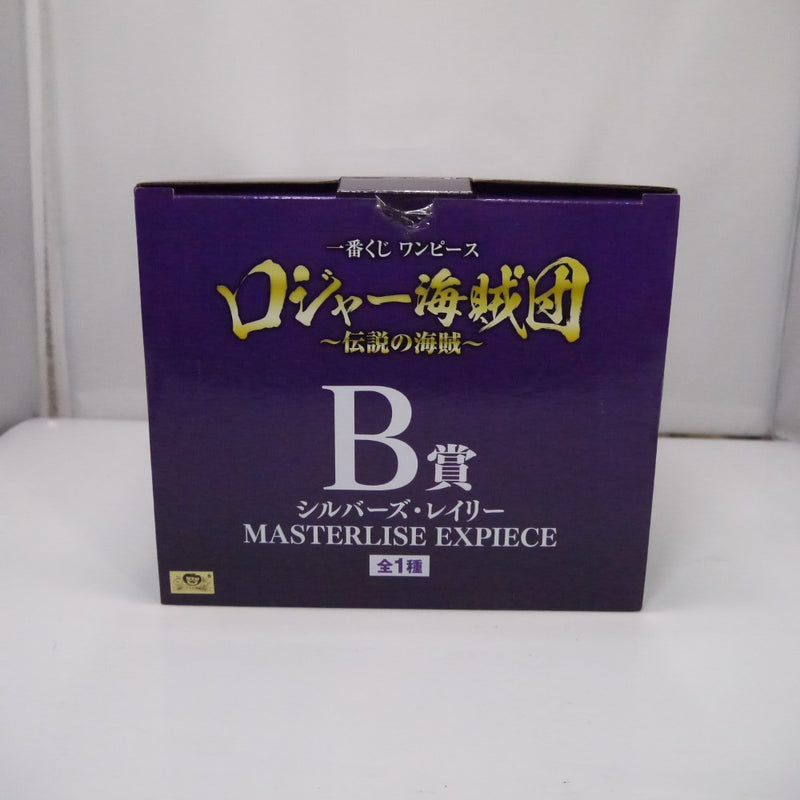 一番くじ ワンピース
ロジャー海賊団
～伝説の海賊～
B賞
シルバーズ・レイリー
MASTERLISE EXPIECE
全1種